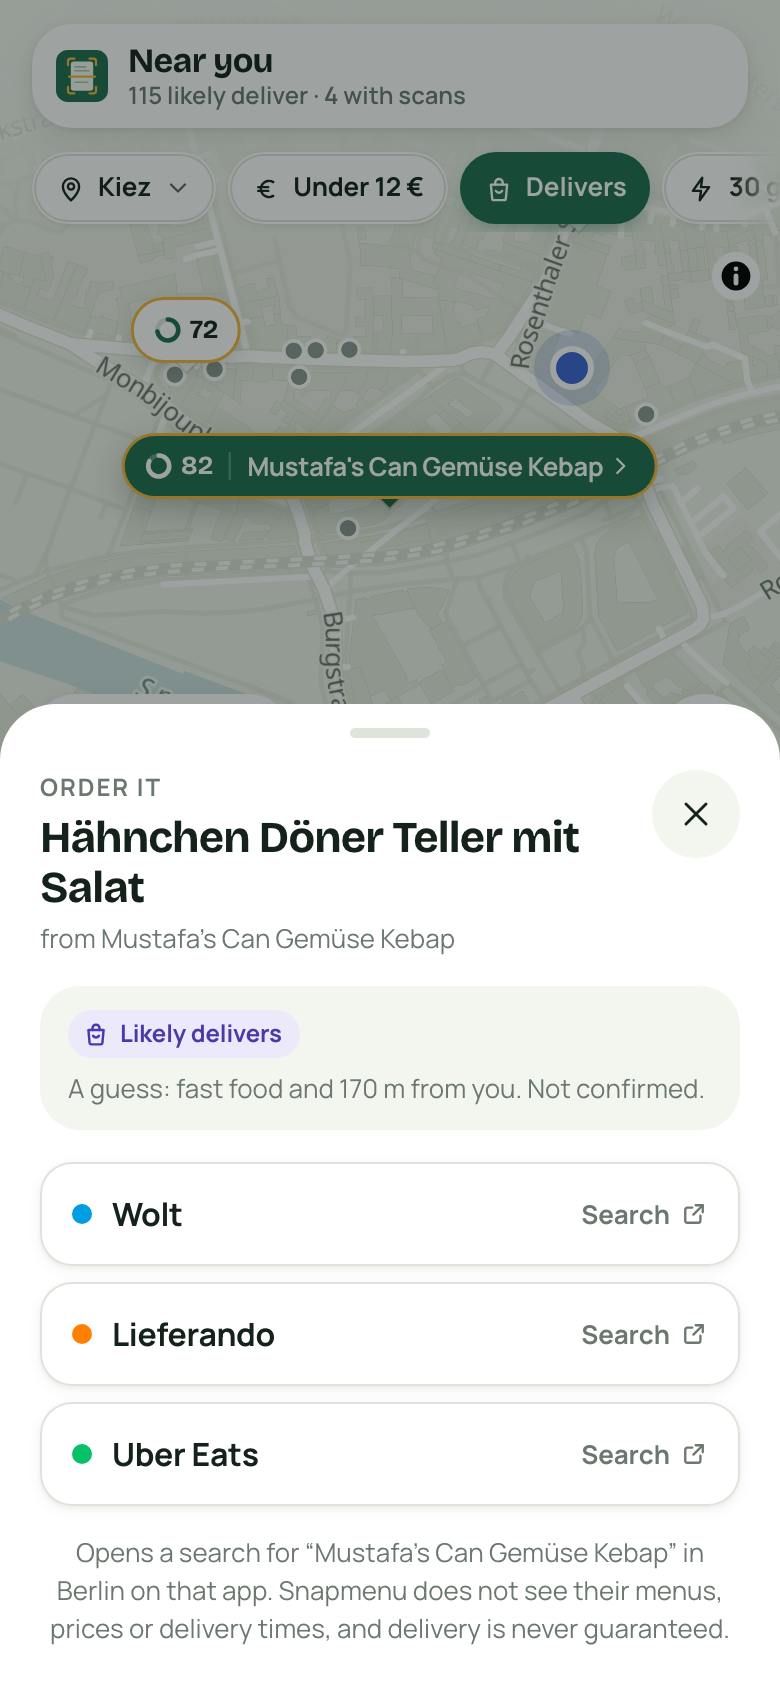 Near you
115 likely deliver · 4 with scans
Kiez
€ Under 12 €
Delivers
30 g
Rosenthaler
72
Monbijoupl
82 | Mustafa's Can Gemüse Kebap
Burgstra
ORDER IT
Hähnchen Döner Teller mit
Salat
from Mustafa’s Can Gemüse Kebap
Likely delivers
A guess: fast food and 170 m from you. Not confirmed.
Wolt
Search
Lieferando
Search
Uber Eats
Search
Opens a search for “Mustafa’s Can Gemüse Kebap” in
Berlin on that app. Snapmenu does not see their menus,
prices or delivery times, and delivery is never guaranteed.